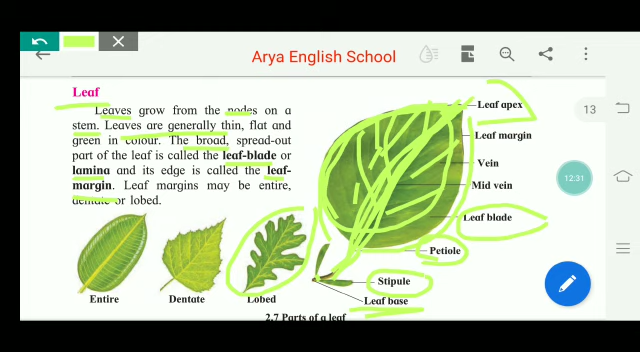 Arya English School
Leaf
Leaves grow from the nodes on a
stem. Leaves are generally thin, flat and
green in colour. The broad, spread-out
part of the leaf is called the leaf-blade or
lamina and its edge is called the leaf-
margin. Leaf margins may be entire,
dentate or lobed.
Leaf apex
Leaf margin
Vein
Mid vein
Leaf blade
Petiole
Stipule
Leaf base
Entire
Dentate
Lobed
2.7 Parts of a leaf
13
12:31